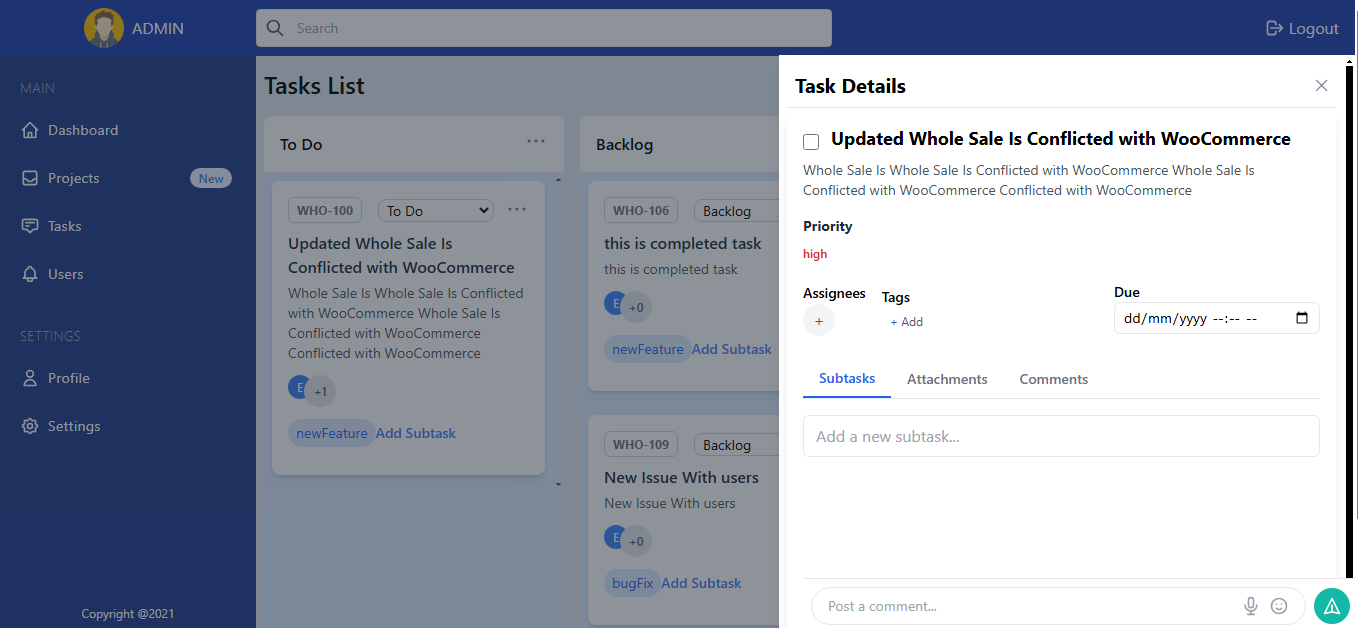 ADMIN
Search
Logout
MAIN
Dashboard
Projects
New
Tasks
Users
SETTINGS
Profile
Settings
Copyright @2021
Tasks List
To Do
...
WHO-100
To Do
...
Updated Whole Sale Is
Conflicted with WooCommerce
Whole Sale Is Whole Sale Is Conflicted
with WooCommerce Whole Sale Is
Conflicted with WooCommerce
Conflicted with WooCommerce
E
+1
newFeature
Add Subtask
Backlog
WHO-106
Backlog
this is completed task
this is completed task
E
+0
newFeature
Add Subtask
WHO-109
Backlog
New Issue With users
New Issue With users
E
+0
bugFix
Add Subtask
Task Details
Updated Whole Sale Is Conflicted with WooCommerce
Whole Sale Is Whole Sale Is Conflicted with WooCommerce Whole Sale Is
Conflicted with WooCommerce Conflicted with WooCommerce
Priority
high
Assignees
+
Tags
+ Add
Due
dd/mm/yyyy --:-- --
Subtasks
Attachments
Comments
Add a new subtask...
Post a comment...